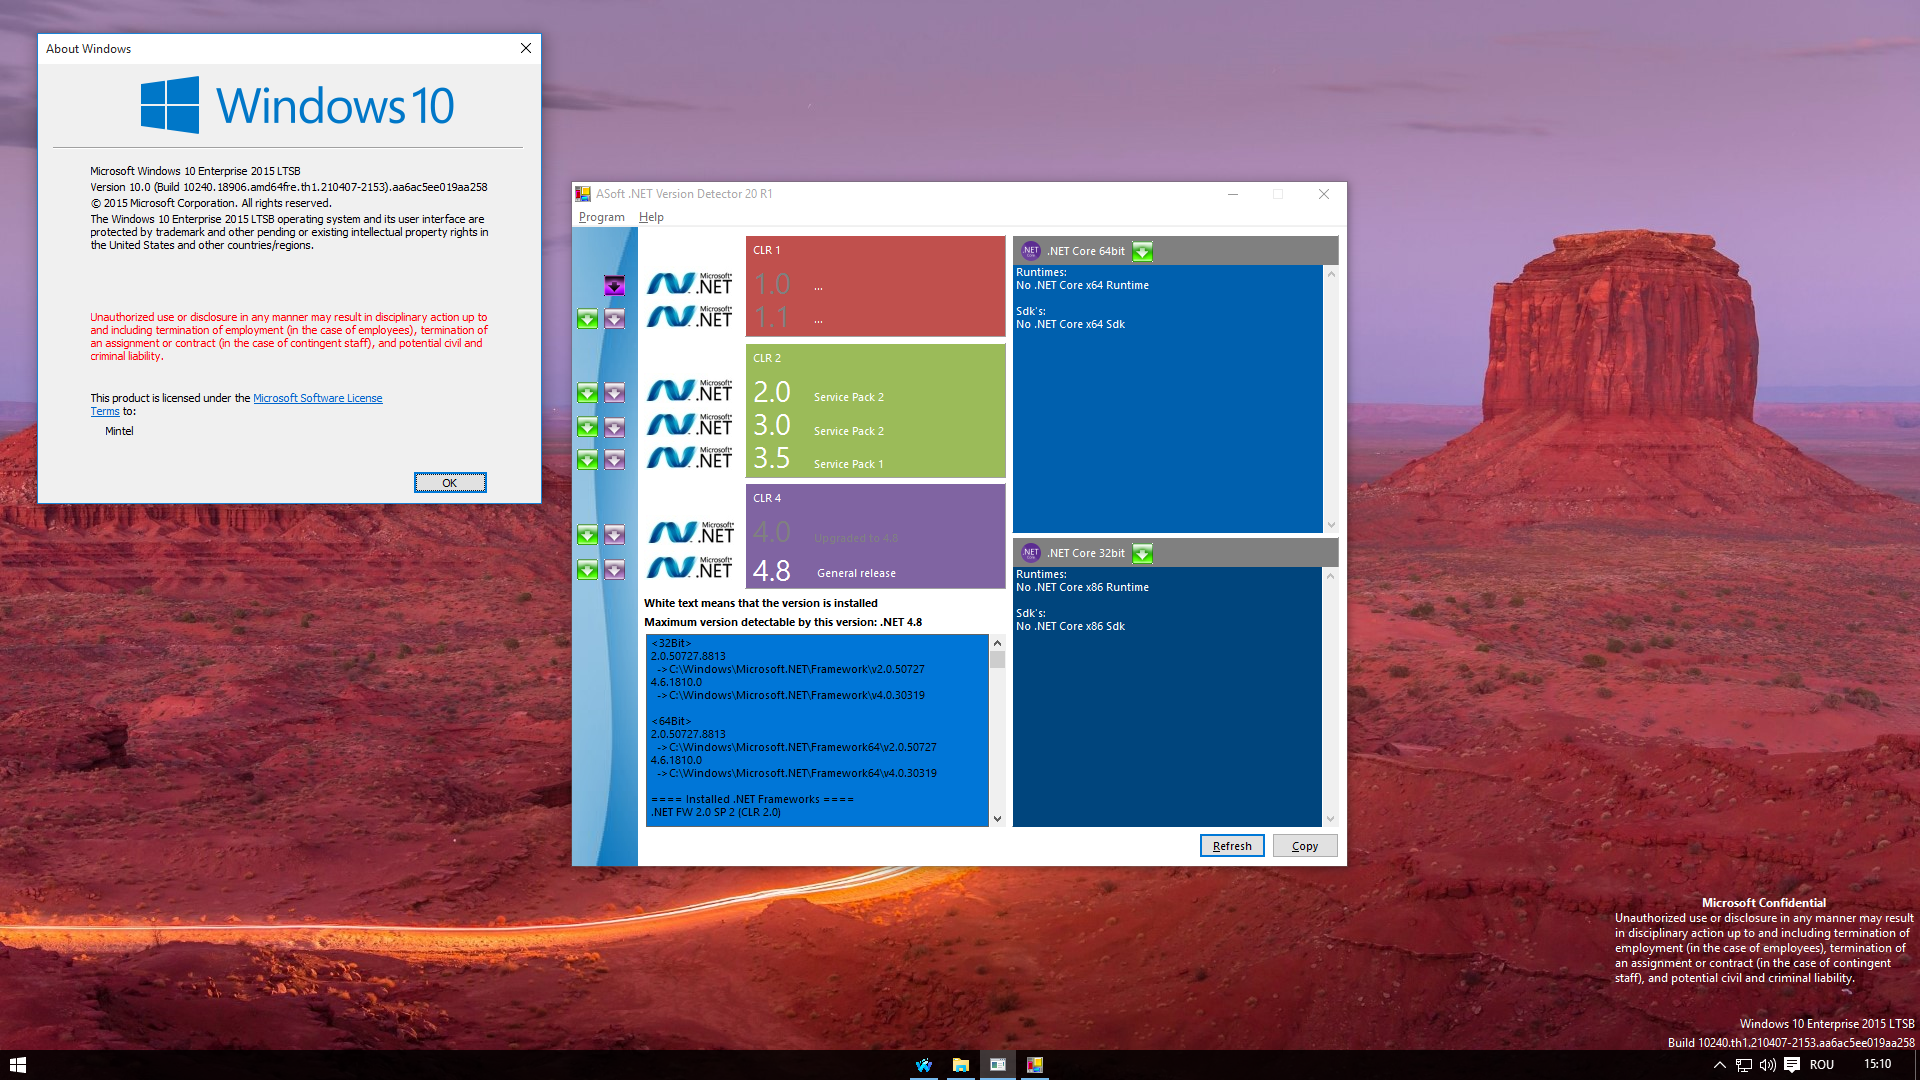 About Windows
Windows 10
Microsoft Windows 10 Enterprise 2015 LTSB
Version 10.0 (Build 10240.18906.amd64fre.th1.210407-2153).aa6ac5ee019aa258
© 2015 Microsoft Corporation. All rights reserved.
The Windows 10 Enterprise 2015 LTSB operating system and its user interface are
protected by trademark and other pending or existing intellectual property rights in
the United States and other countries/regions.
Unauthorized use or disclosure in any manner may result in disciplinary action up to
and including termination of employment (in the case of employees), termination of
an assignment or contract (in the case of contingent staff), and potential civil and
criminal liability.
This product is licensed under the Microsoft Software License
Terms to:
Mintel
OK
ASoft .NET Version Detector 20 R1
Program Help
CLR 1
Microsoft .NET 1.0 ...
Microsoft .NET 1.1 ...
CLR 2
Microsoft .NET 2.0 Service Pack 2
Microsoft .NET 3.0 Service Pack 2
Microsoft .NET 3.5 Service Pack 1
CLR 4
Microsoft .NET 4.0 Upgraded to 4.8
Microsoft .NET 4.8 General release
White text means that the version is installed
Maximum version detectable by this version: .NET 4.8
<32Bit>
2.0.50727.8813
->C:\Windows\Microsoft.NET\Framework\v2.0.50727
4.6.1810.0
->C:\Windows\Microsoft.NET\Framework\v4.0.30319
<64Bit>
2.0.50727.8813
->C:\Windows\Microsoft.NET\Framework64\v2.0.50727
4.6.1810.0
->C:\Windows\Microsoft.NET\Framework64\v4.0.30319
==== Installed .NET Frameworks ====
.NET FW 2.0 SP 2 (CLR 2.0)
.NET Core .NET Core 64bit
Runtimes:
No .NET Core x64 Runtime
Sdk's:
No .NET Core x64 Sdk
.NET Core .NET Core 32bit
Runtimes:
No .NET Core x86 Runtime
Sdk's:
No .NET Core x86 Sdk
Refresh Copy
Microsoft Confidential
Unauthorized use or disclosure in any manner may result
in disciplinary action up to and including termination of
employment (in the case of employees), termination of
an assignment or contract (in the case of contingent
staff), and potential civil and criminal liability.
Windows 10 Enterprise 2015 LTSB
Build 10240.th1.210407-2153.aa6ac5ee019aa258
ROU 15:10